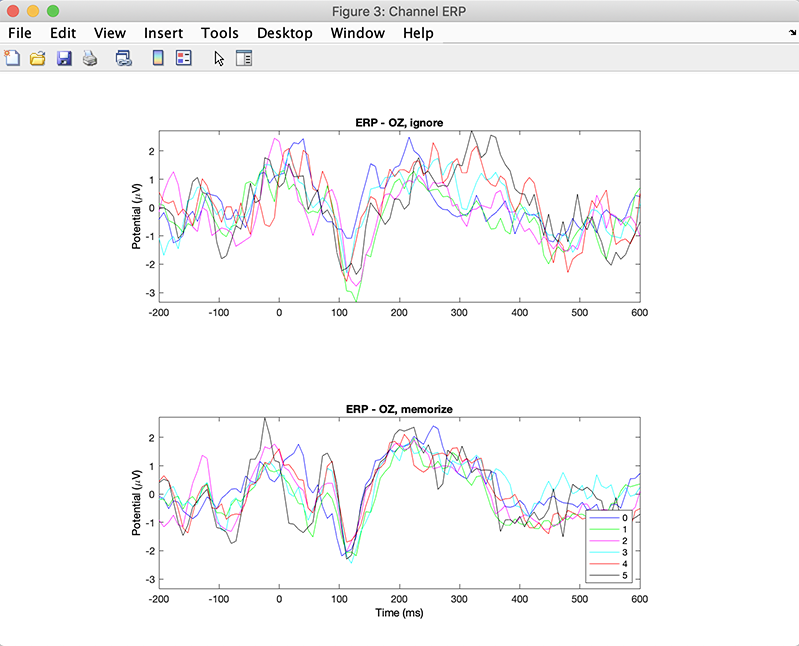 Figure 3: Channel ERP
File Edit View Insert Tools Desktop Window Help
ERP - OZ, ignore
Potential (μV)
2
1
0
-1
-2
-3
-200 -100 0 100 200 300 400 500 600
ERP - OZ, memorize
Potential (μV)
2
1
0
-1
-2
-3
0
1
2
3
4
5
-200 -100 0 100 200 300 400 500 600
Time (ms)